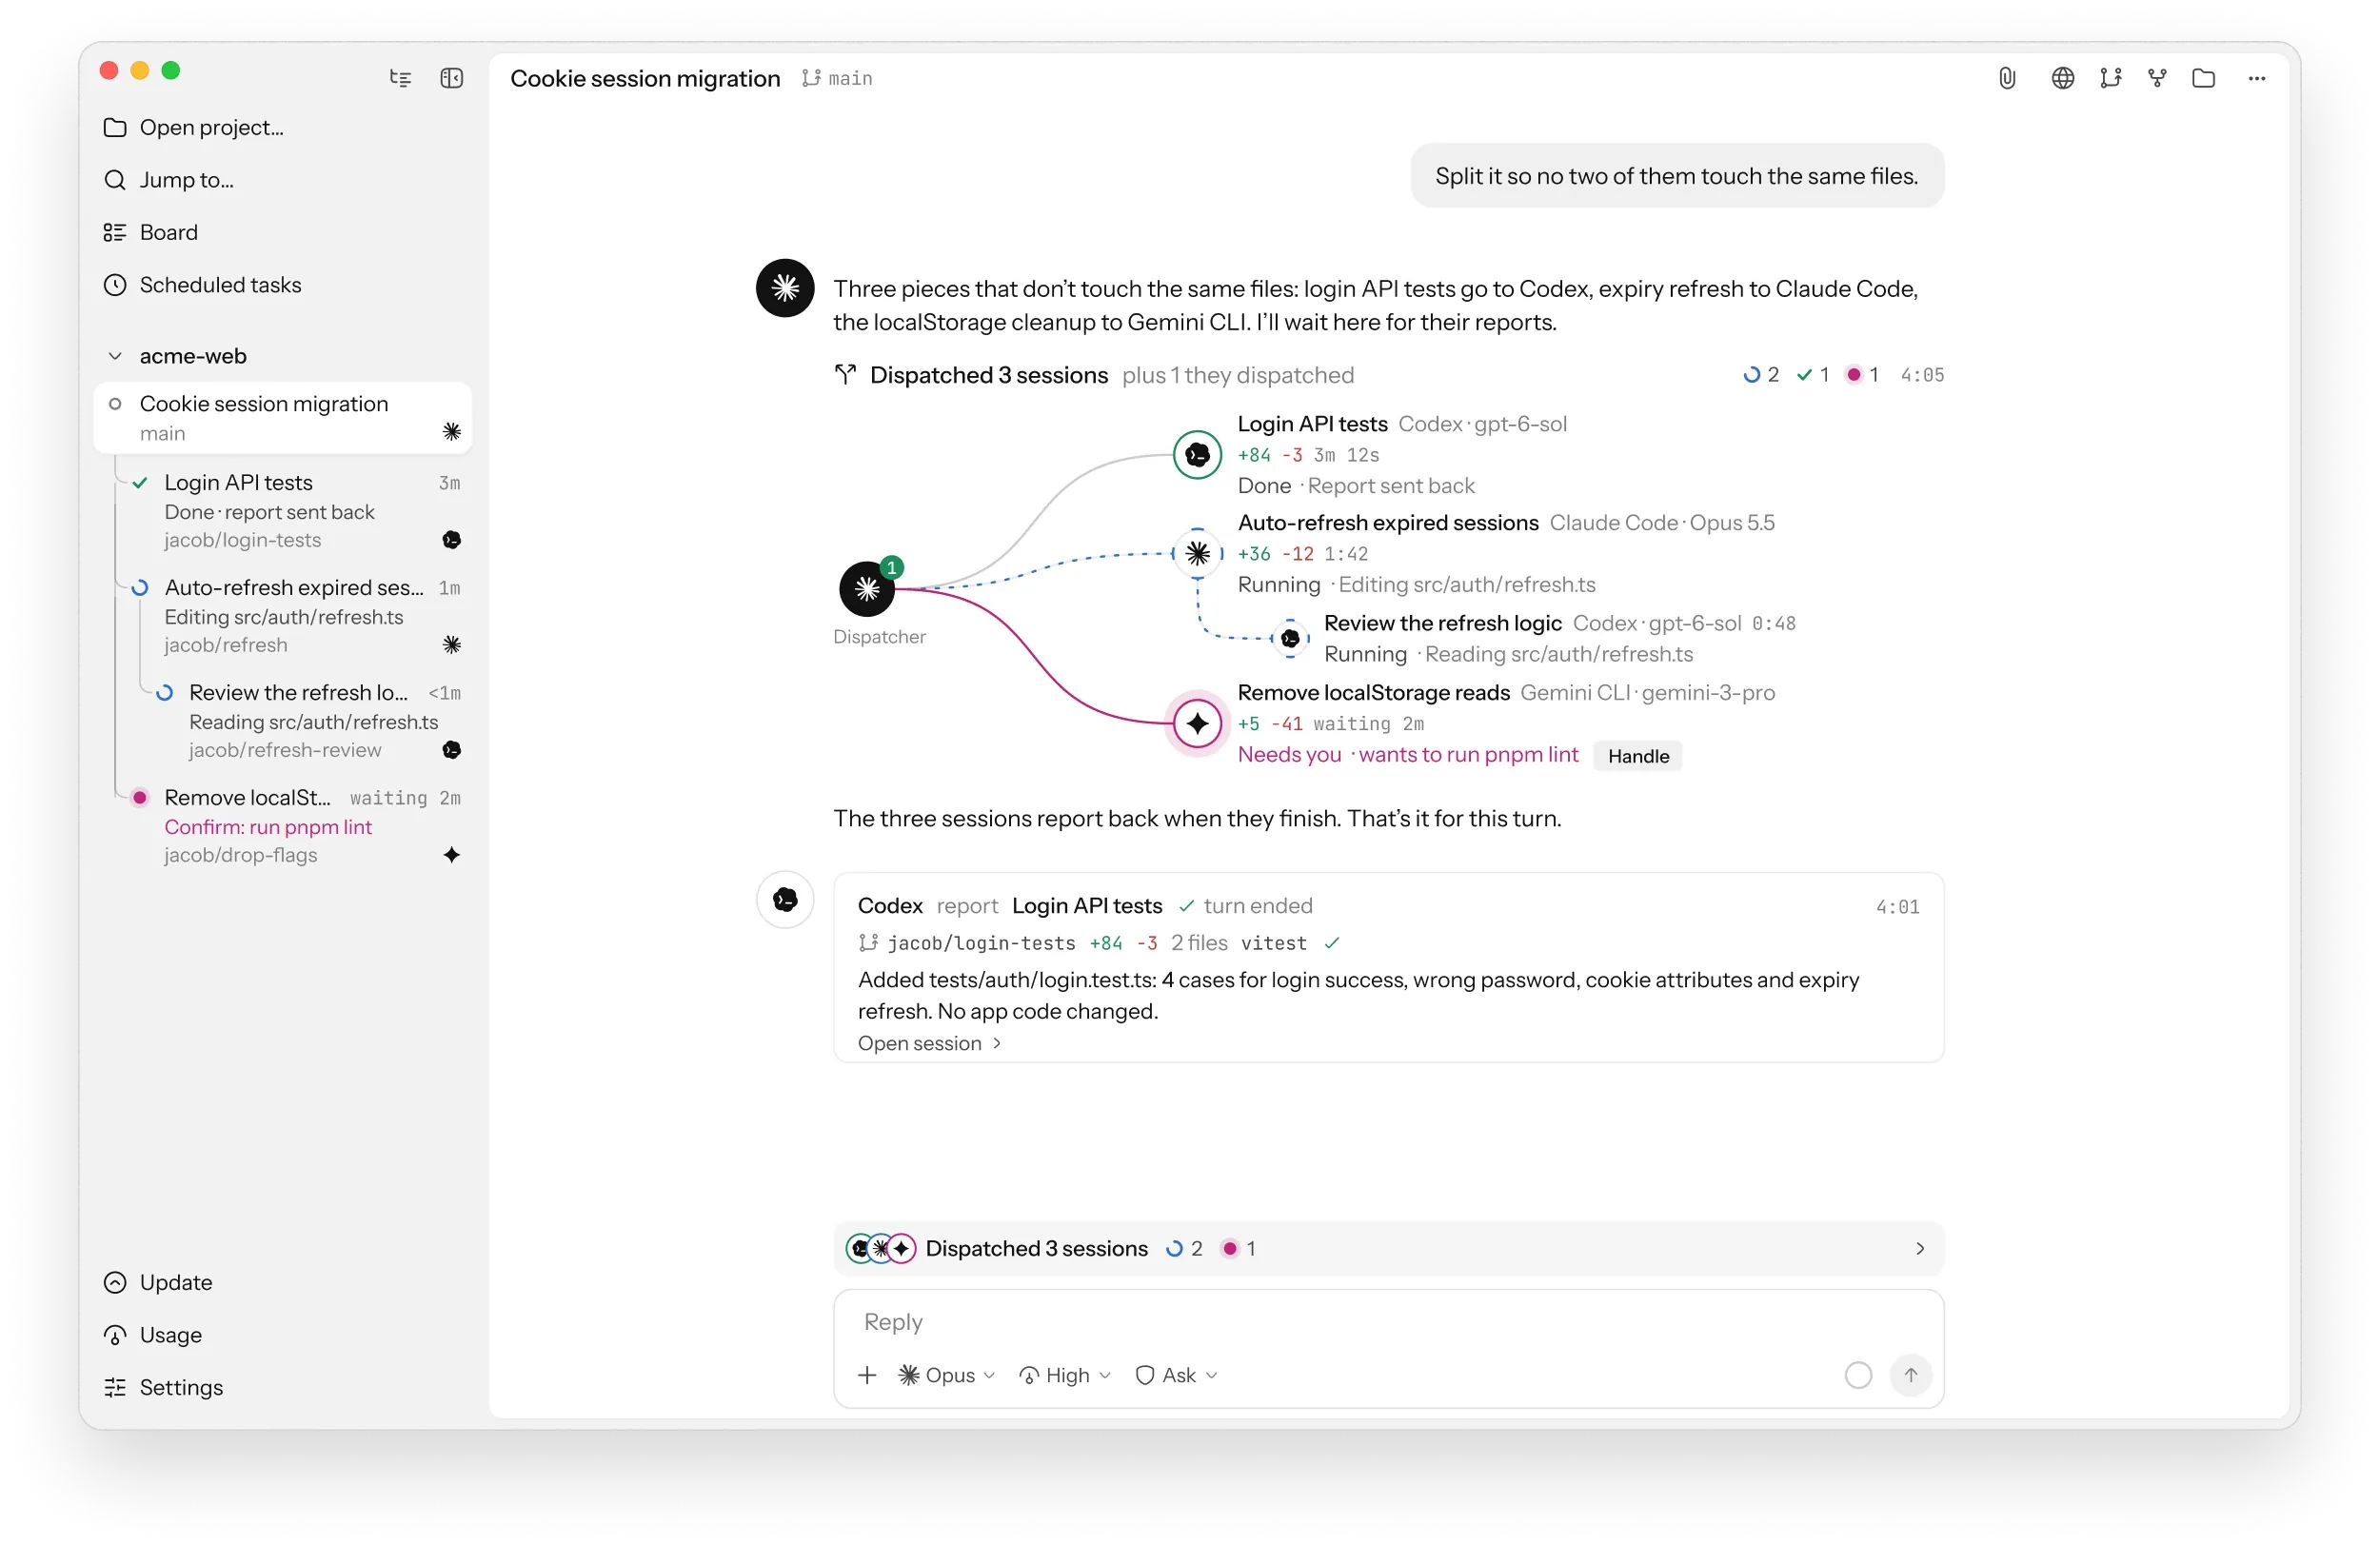 Open project...
Jump to...
Board
Scheduled tasks
acme-web
Cookie session migration
main
Login API tests 3m
Done · report sent back
jacob/login-tests
Auto-refresh expired ses... 1m
Editing src/auth/refresh.ts
jacob/refresh
Review the refresh lo... <1m
Reading src/auth/refresh.ts
jacob/refresh-review
Remove localSt... waiting 2m
Confirm: run pnpm lint
jacob/drop-flags
Update
Usage
Settings
Cookie session migration main
Split it so no two of them touch the same files.
Three pieces that don’t touch the same files: login API tests go to Codex, expiry refresh to Claude Code,
the localStorage cleanup to Gemini CLI. I’ll wait here for their reports.
Dispatched 3 sessions plus 1 they dispatched 2 1 1 4:05
Login API tests Codex · gpt-6-sol
+84 -3 3m 12s
Done · Report sent back
Auto-refresh expired sessions Claude Code · Opus 5.5
+36 -12 1:42
Running · Editing src/auth/refresh.ts
1
Dispatcher
Review the refresh logic Codex · gpt-6-sol 0:48
Running · Reading src/auth/refresh.ts
Remove localStorage reads Gemini CLI · gemini-3-pro
+5 -41 waiting 2m
Needs you · wants to run pnpm lint Handle
The three sessions report back when they finish. That’s it for this turn.
Codex report Login API tests turn ended 4:01
jacob/login-tests +84 -3 2 files vitest
Added tests/auth/login.test.ts: 4 cases for login success, wrong password, cookie attributes and expiry
refresh. No app code changed.
Open session
Dispatched 3 sessions 2 1
Reply
Opus High Ask